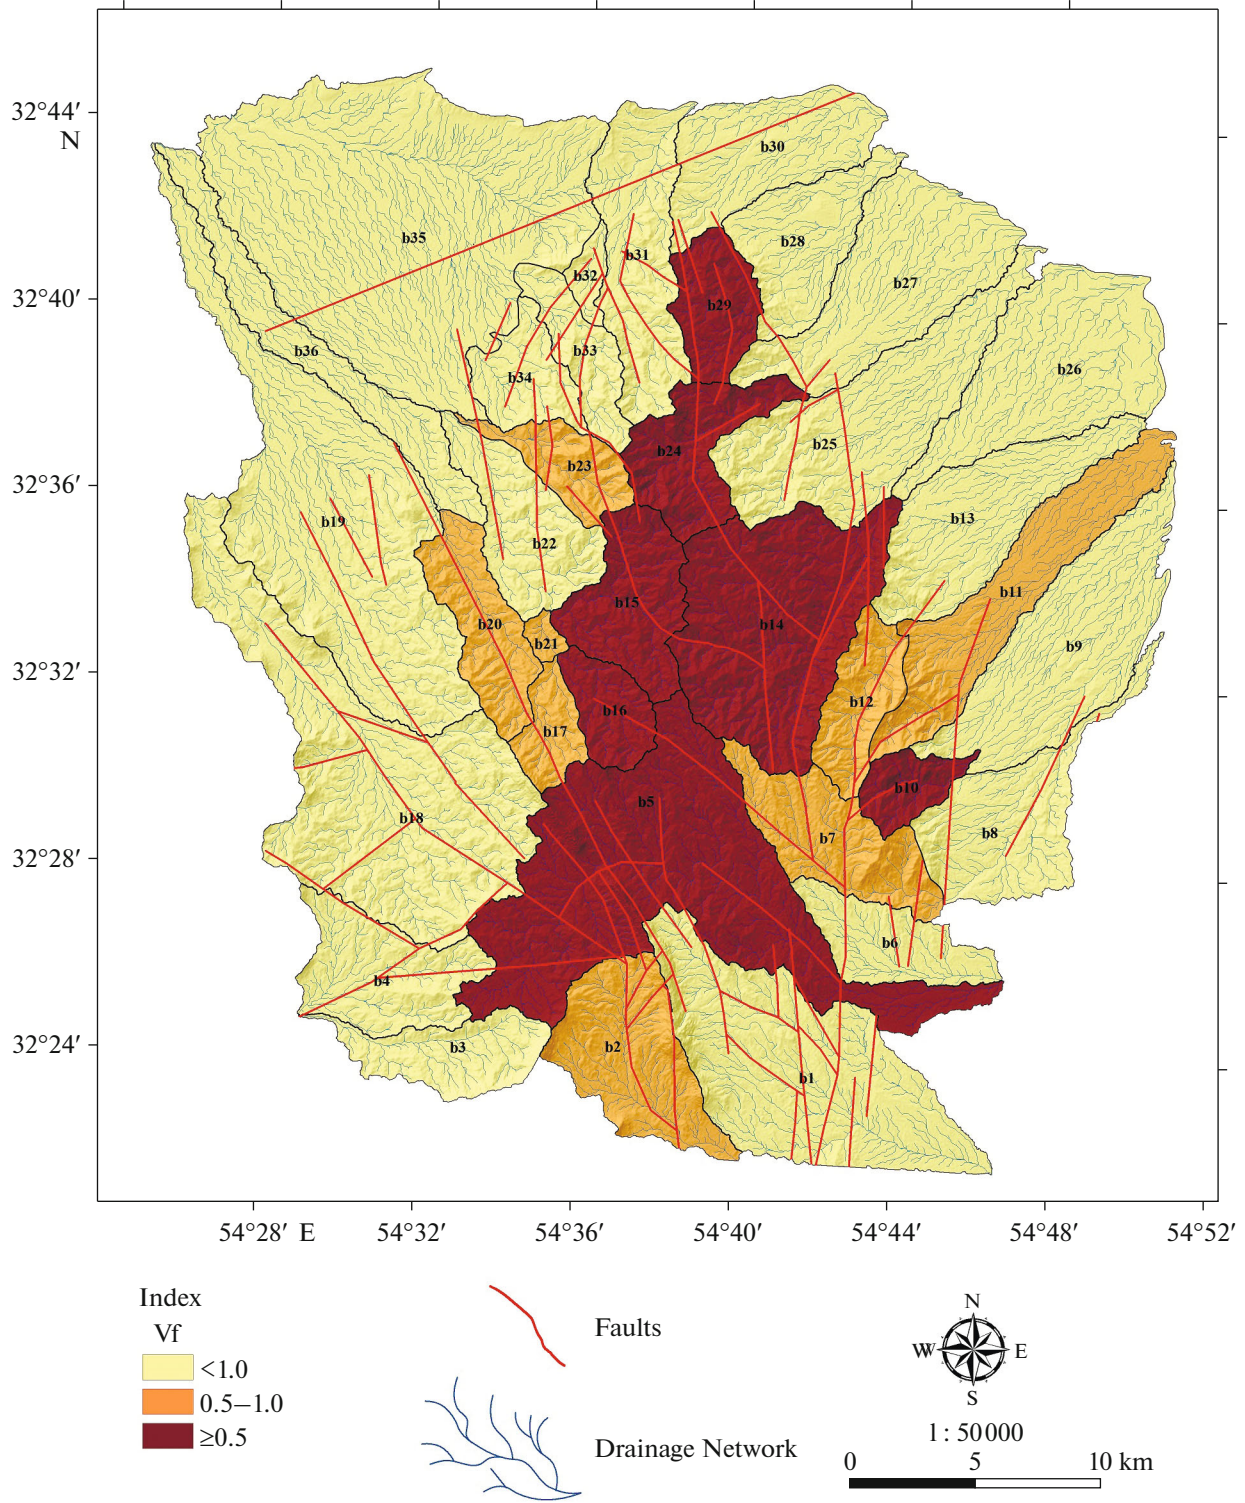 32°44′
N
32°40′
32°36′
32°32′
32°28′
32°24′
b30
b35
b28
b31
b32
b27
b29
b36
b33
b34
b26
b25
b24
b23
b19
b13
b22
b11
b15
b20
b14
b21
b9
b12
b16
b17
b10
b5
b18
b8
b7
b6
b4
b3
b2
b1
54°28′ E
54°32′
54°36′
54°40′
54°44′
54°48′
54°52′
Index
Vf
<1.0
0.5–1.0
≥0.5
Faults
Drainage Network
N
W
E
S
1 : 50000
0
5
10 km